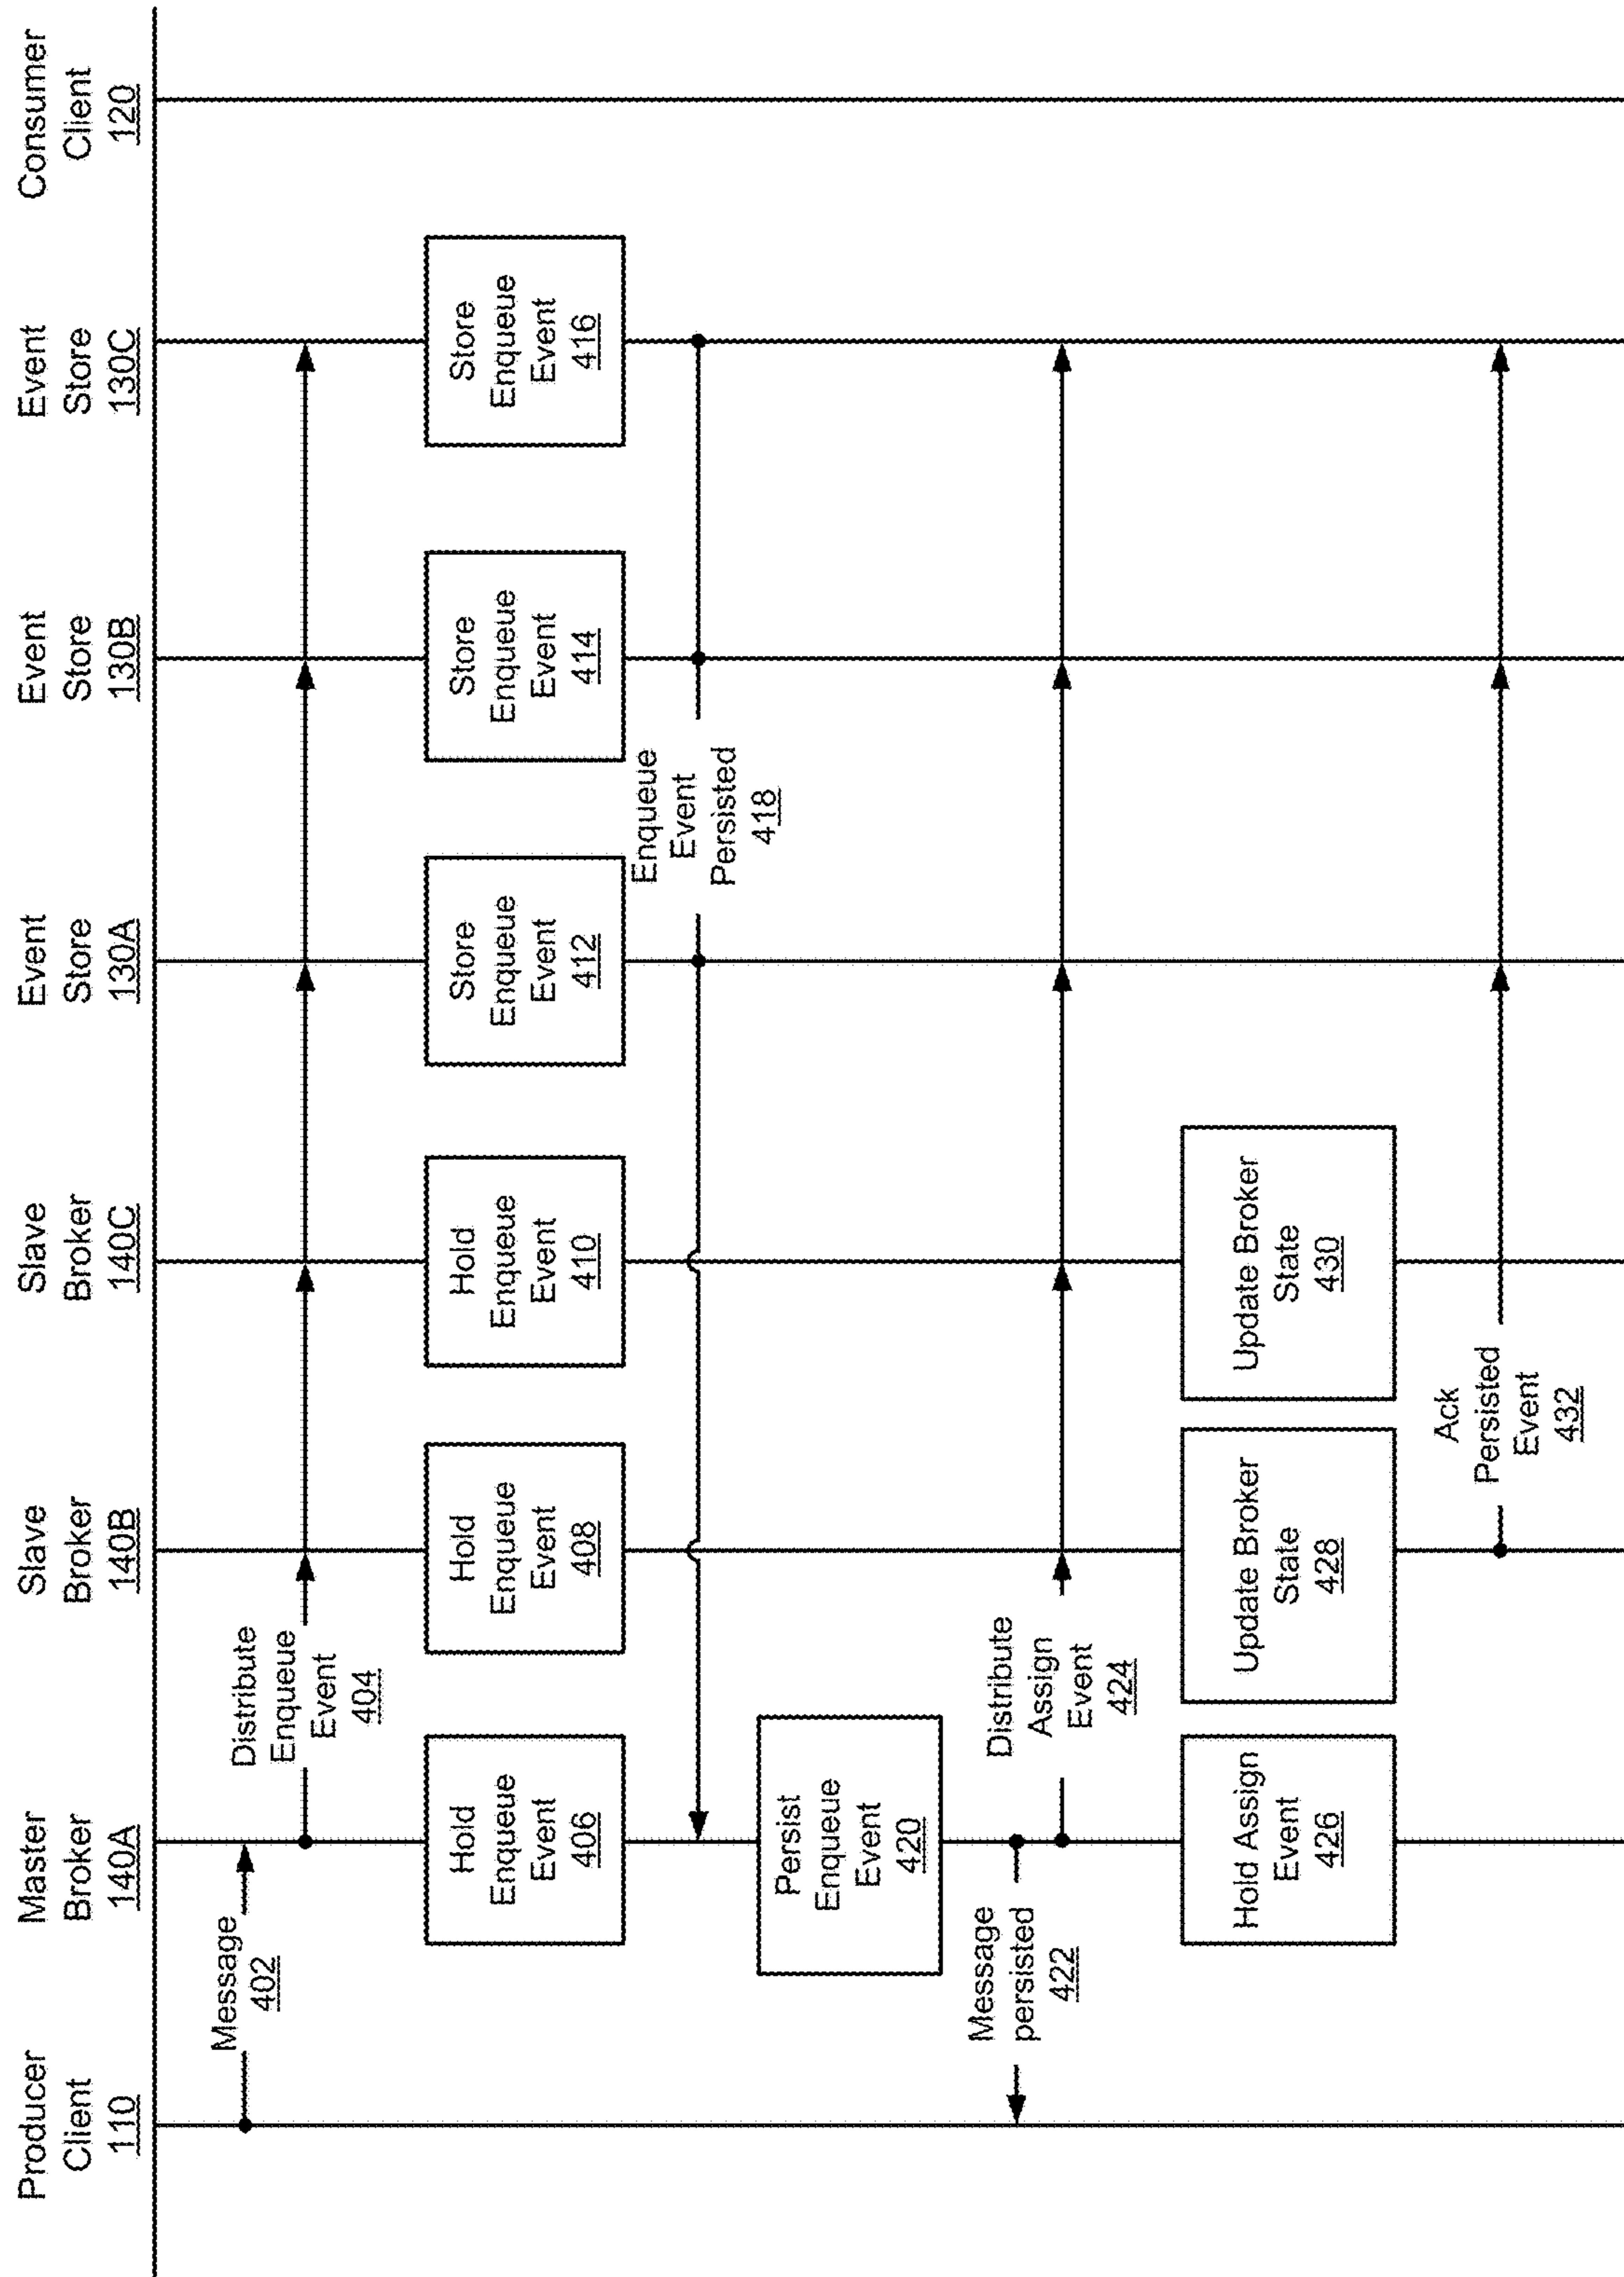 Producer
Client
110
Master
Broker
140A
Slave
Broker
140B
Slave
Broker
140C
Event
Store
130A
Event
Store
130B
Event
Store
130C
Consumer
Client
120
Message
402
Distribute
Enqueue
Event
404
Hold
Enqueue
Event
406
Hold
Enqueue
Event
408
Hold
Enqueue
Event
410
Store
Enqueue
Event
412
Store
Enqueue
Event
414
Store
Enqueue
Event
416
Enqueue
Event
Persisted
418
Persist
Enqueue
Event
420
Message
persisted
422
Distribute
Assign
Event
424
Hold Assign
Event
426
Update Broker
State
428
Update Broker
State
430
Ack
Persisted
Event
432